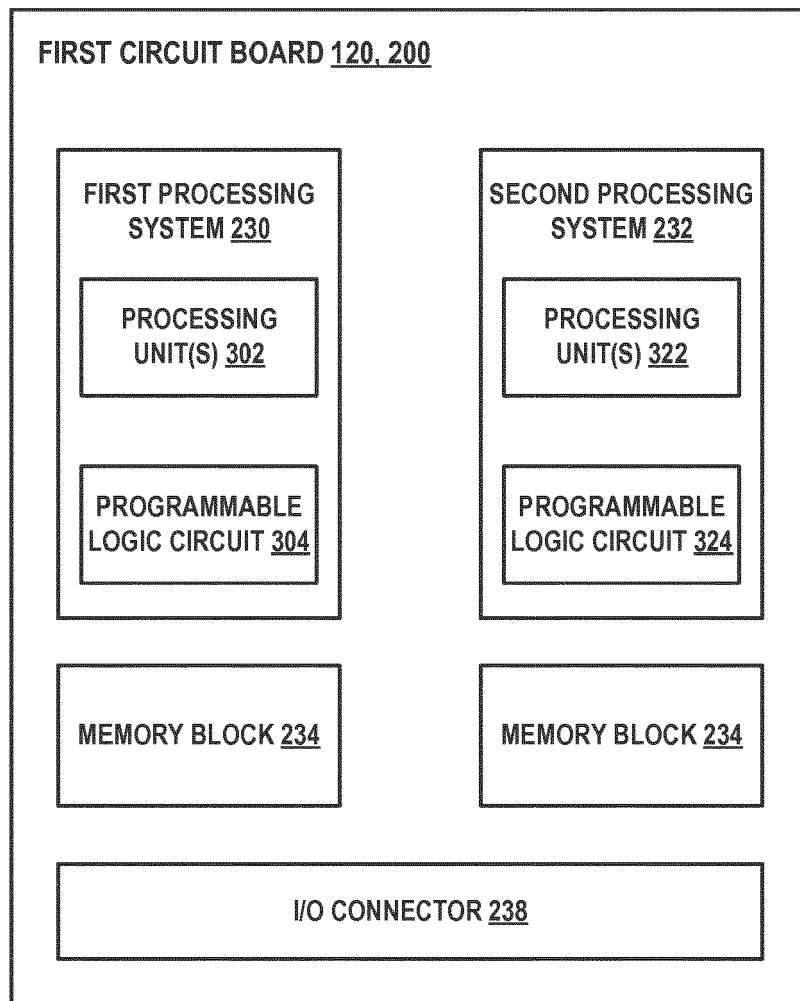 FIRST CIRCUIT BOARD 120, 200
FIRST PROCESSING
SYSTEM 230
PROCESSING
UNIT(S) 302
PROGRAMMABLE
LOGIC CIRCUIT 304
SECOND PROCESSING
SYSTEM 232
PROCESSING
UNIT(S) 322
PROGRAMMABLE
LOGIC CIRCUIT 324
MEMORY BLOCK 234
MEMORY BLOCK 234
I/O CONNECTOR 238